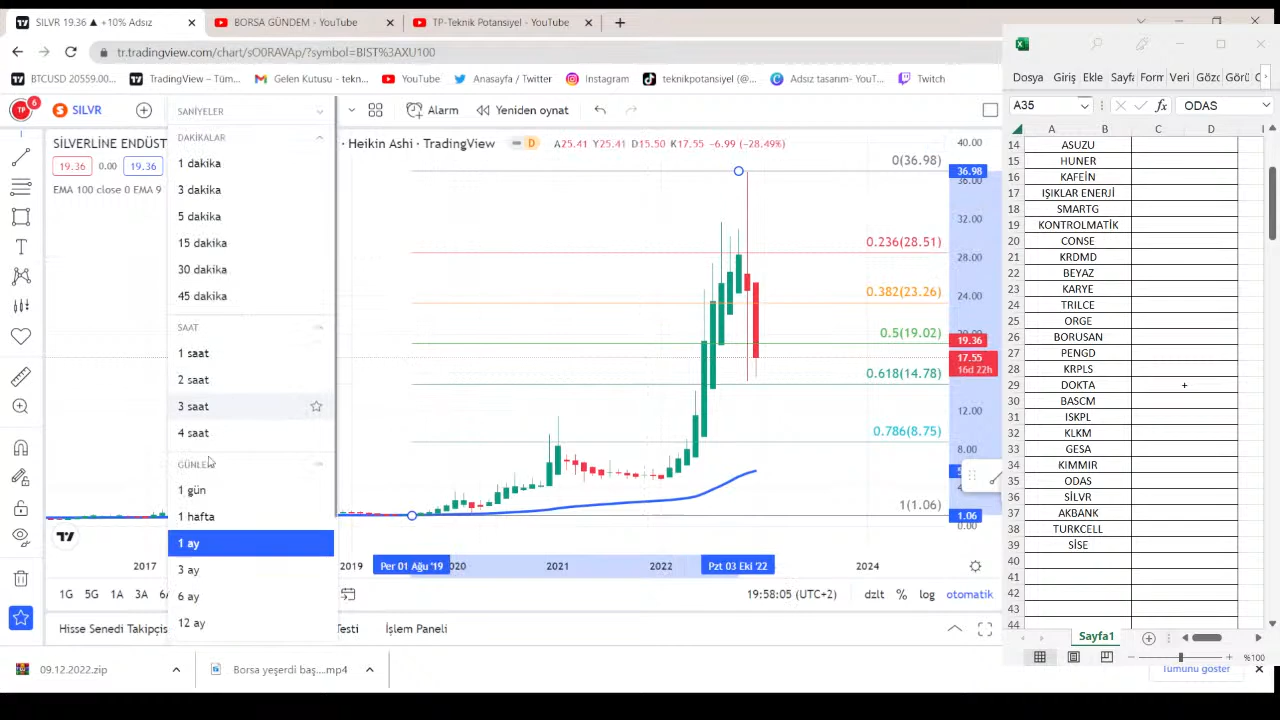 SILVR 19.36 ▲ +10% Adsız
BORSA GÜNDEM - YouTube
TP-Teknik Potansiyel - YouTube
tr.tradingview.com/chart/sO0RAVAp/?symbol=BIST%3AXU100
BTCUSD 20559.00...
TradingView – Tüm...
Gelen Kutusu - tekn...
YouTube
Anasayfa / Twitter
Instagram
teknikpotansiyel (@...
Adsız tasarım- YouT...
Twitch
TP
6
SILVR
Alarm
Yeniden oynat
SİLVERLİNE ENDÜST
· Heikin Ashi · TradingView
D
A25.41 Y25.41 D15.50 K17.55 −6.99 (−28.49%)
19.36
0.00
19.36
EMA 100 close 0 EMA 9
SANİYELER
DAKİKALAR
1 dakika
3 dakika
5 dakika
15 dakika
30 dakika
45 dakika
SAAT
1 saat
2 saat
3 saat
4 saat
GÜNLER
1 gün
1 hafta
1 ay
3 ay
6 ay
12 ay
0(36.98)
0.236(28.51)
0.382(23.26)
0.5(19.02)
0.618(14.78)
0.786(8.75)
1(1.06)
40.00
36.98
36.00
32.00
28.00
24.00
19.36
17.55
16d 22h
12.00
8.00
1.06
0.00
2017
2019
Per 01 Ağu '19
2020
2021
2022
Pzt 03 Eki '22
2024
1G
5G
1A
3A
19:58:05 (UTC+2)
dzlt
%
log
otomatik
Hisse Senedi Takipçis
Testi
İşlem Paneli
09.12.2022.zip
Borsa yeşerdi baş....mp4
Tümünü göster
Dosya
Giriş
Ekle
Sayfa
Form
Veri
Gözd
Görü
A35
fx
ODAS
A
B
C
D
14 ASUZU
15 HUNER
16 KAFEİN
17 IŞIKLAR ENERJİ
18 SMARTG
19 KONTROLMATİK
20 CONSE
21 KRDMD
22 BEYAZ
23 KARYE
24 TRILCE
25 ORGE
26 BORUSAN
27 PENGD
28 KRPLS
29 DOKTA +
30 BASCM
31 ISKPL
32 KLKM
33 GESA
34 KIMMIR
35 ODAS
36 SİLVR
37 AKBANK
38 TURKCELL
39 SİSE
40
41
42
43
44
Sayfa1
%100